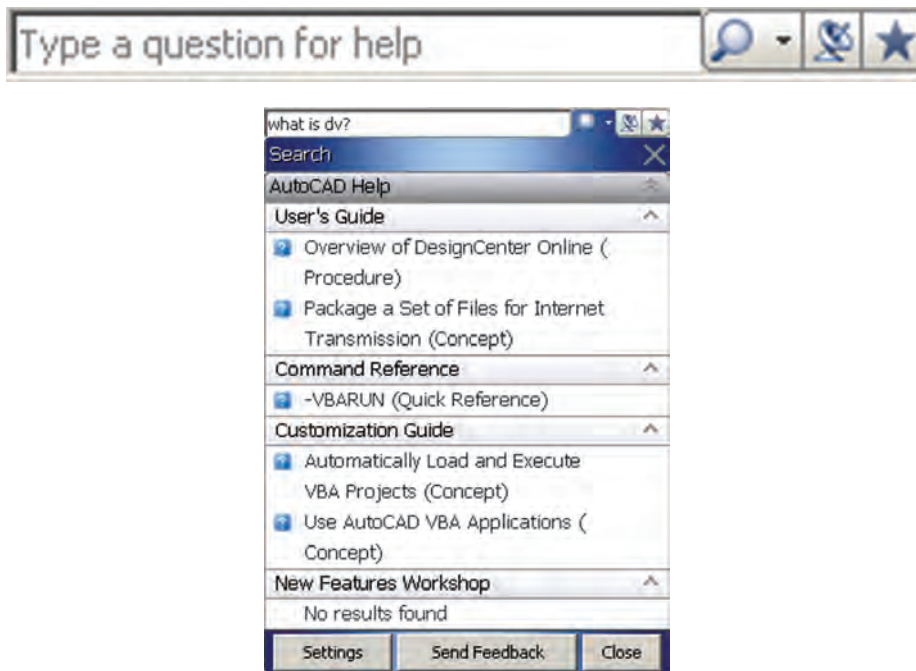 Type a question for help
what is dv?
Search
AutoCAD Help
User's Guide
Overview of DesignCenter Online (
Procedure)
Package a Set of Files for Internet
Transmission (Concept)
Command Reference
-VBARUN (Quick Reference)
Customization Guide
Automatically Load and Execute
VBA Projects (Concept)
Use AutoCAD VBA Applications (
Concept)
New Features Workshop
No results found
Settings Send Feedback Close